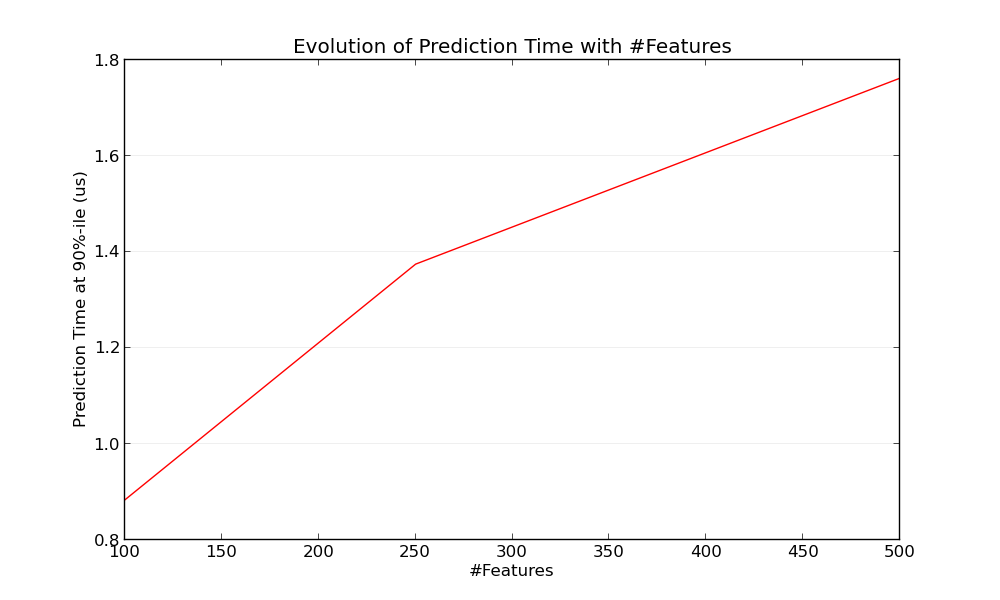 Evolution of Prediction Time with #Features
Prediction Time at 90%-ile (us)
1.8
1.6
1.4
1.2
1.0
0.8
100 150 200 250 300 350 400 450 500
#Features